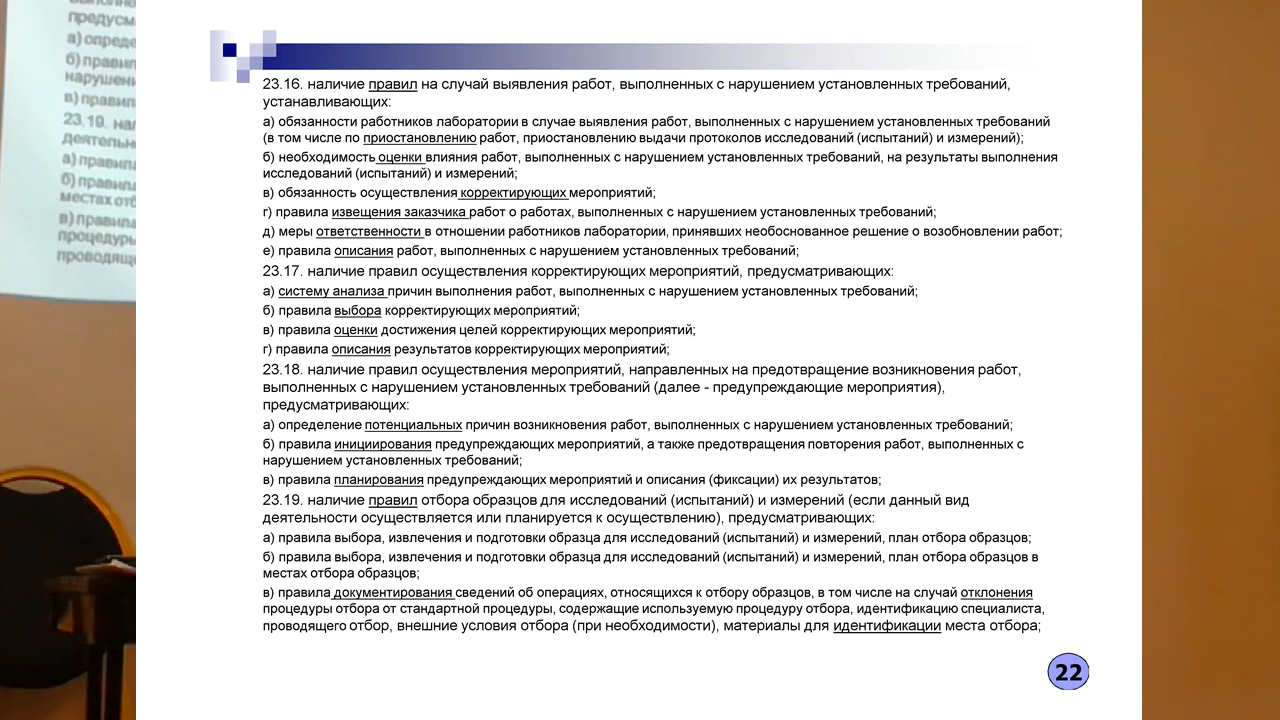 23.16. наличие правил на случай выявления работ, выполненных с нарушением установленных требований,
устанавливающих:
а) обязанности работников лаборатории в случае выявления работ, выполненных с нарушением установленных требований
(в том числе по приостановлению работ, приостановлению выдачи протоколов исследований (испытаний) и измерений);
б) необходимость оценки влияния работ, выполненных с нарушением установленных требований, на результаты выполнения
исследований (испытаний) и измерений;
в) обязанность осуществления корректирующих мероприятий;
г) правила извещения заказчика работ о работах, выполненных с нарушением установленных требований;
д) меры ответственности в отношении работников лаборатории, принявших необоснованное решение о возобновлении работ;
е) правила описания работ, выполненных с нарушением установленных требований;
23.17. наличие правил осуществления корректирующих мероприятий, предусматривающих:
а) систему анализа причин выполнения работ, выполненных с нарушением установленных требований;
б) правила выбора корректирующих мероприятий;
в) правила оценки достижения целей корректирующих мероприятий;
г) правила описания результатов корректирующих мероприятий;
23.18. наличие правил осуществления мероприятий, направленных на предотвращение возникновения работ,
выполненных с нарушением установленных требований (далее - предупреждающие мероприятия),
предусматривающих:
а) определение потенциальных причин возникновения работ, выполненных с нарушением установленных требований;
б) правила инициирования предупреждающих мероприятий, а также предотвращения повторения работ, выполненных с
нарушением установленных требований;
в) правила планирования предупреждающих мероприятий и описания (фиксации) их результатов;
23.19. наличие правил отбора образцов для исследований (испытаний) и измерений (если данный вид
деятельности осуществляется или планируется к осуществлению), предусматривающих:
а) правила выбора, извлечения и подготовки образца для исследований (испытаний) и измерений, план отбора образцов;
б) правила выбора, извлечения и подготовки образца для исследований (испытаний) и измерений, план отбора образцов в
местах отбора образцов;
в) правила документирования сведений об операциях, относящихся к отбору образцов, в том числе на случай отклонения
процедуры отбора от стандартной процедуры, содержащие используемую процедуру отбора, идентификацию специалиста,
проводящего отбор, внешние условия отбора (при необходимости), материалы для идентификации места отбора;
22